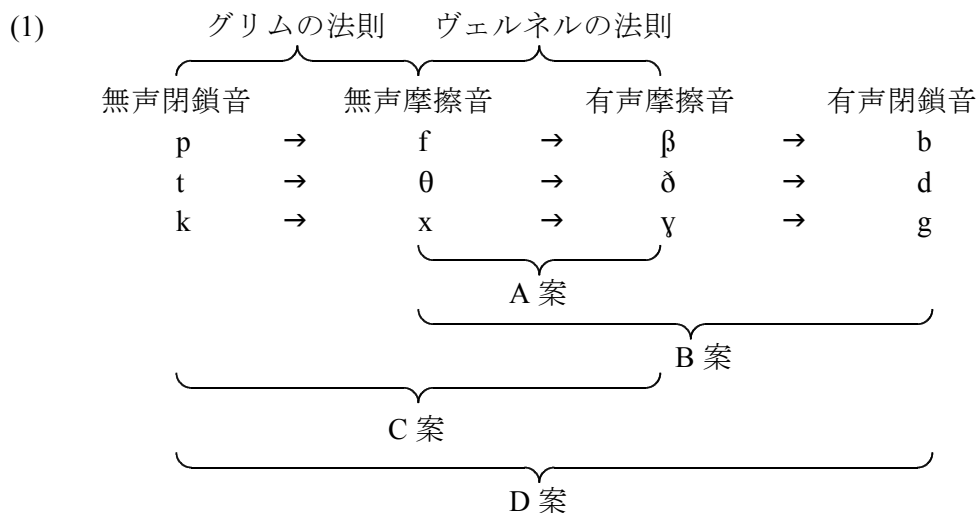 (1) グリムの法則 ヴェルネルの法則
無声閉鎖音 無声摩擦音 有声摩擦音 有声閉鎖音
p → f → β → b
t → θ → ð → d
k → x → ɣ → g
A 案
B 案
C 案
D 案